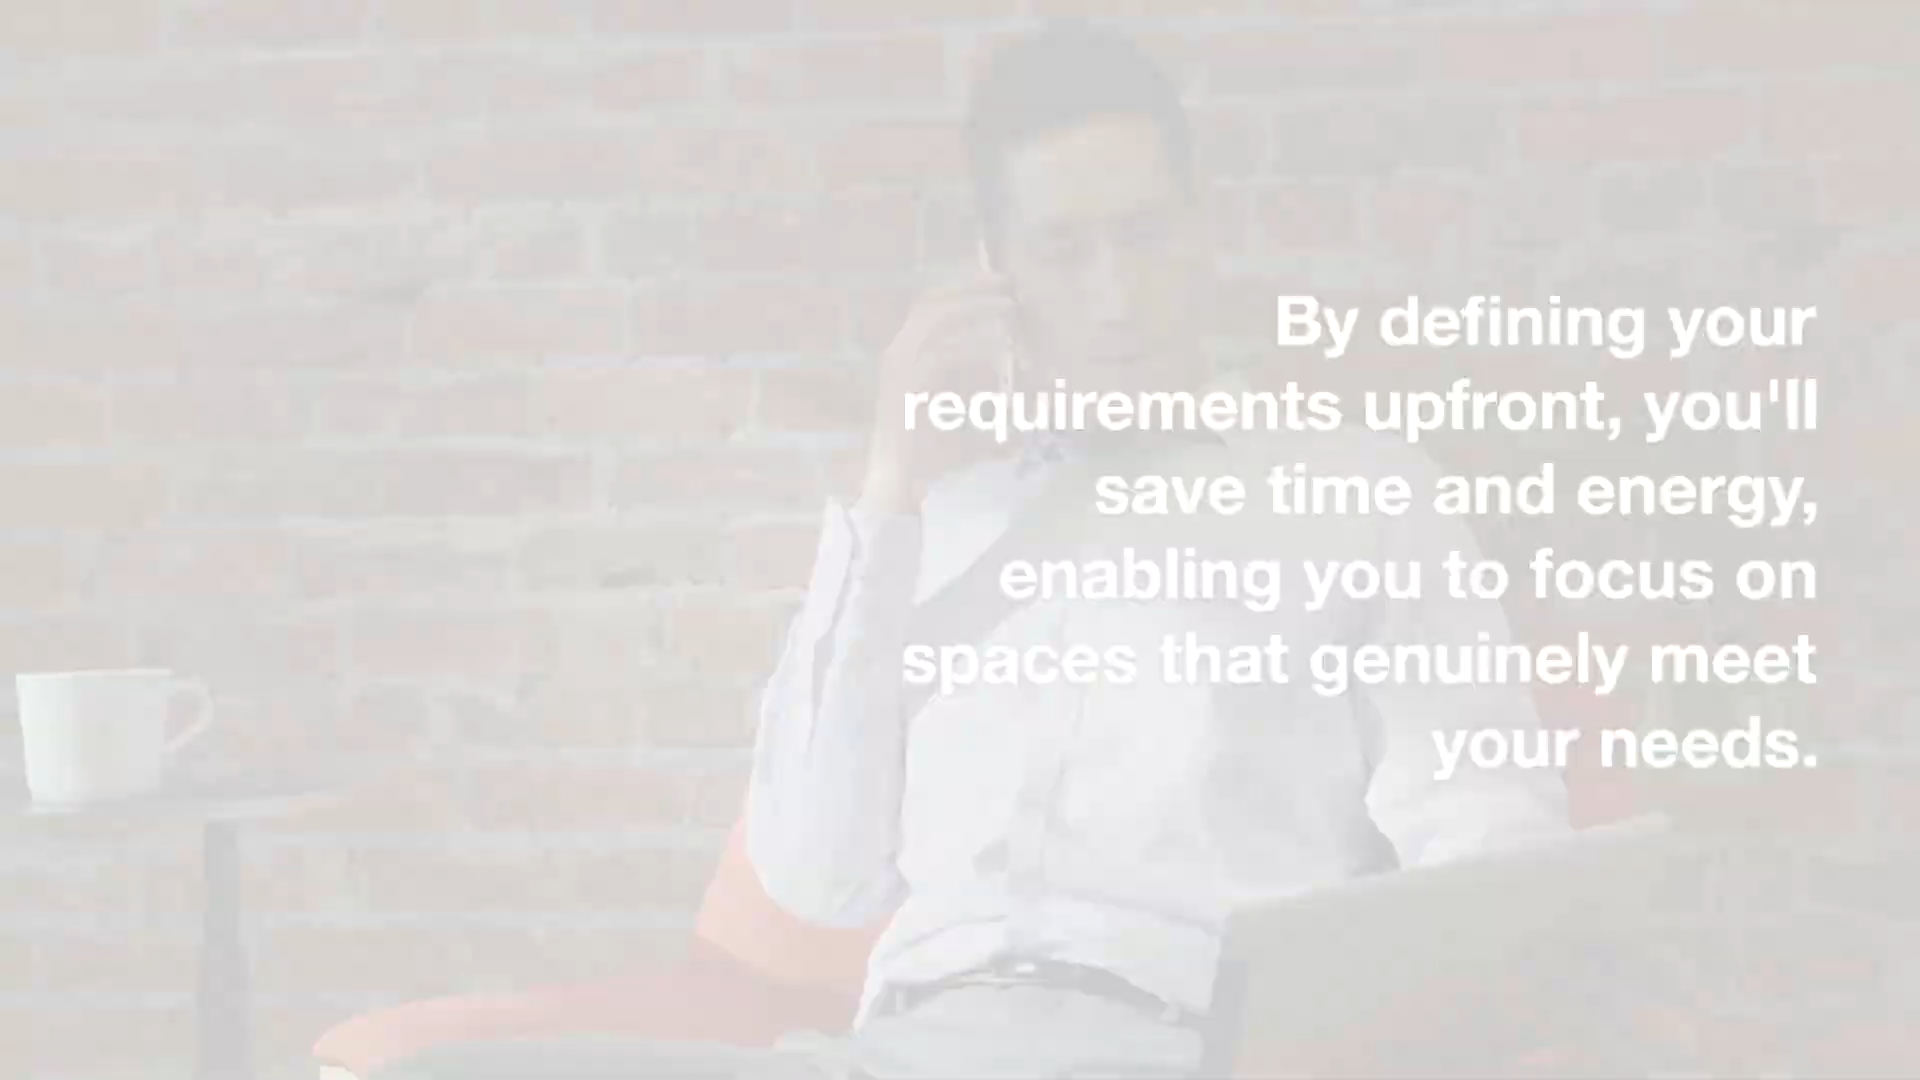 By defining your
requirements upfront, you'll
save time and energy,
enabling you to focus on
spaces that genuinely meet
your needs.